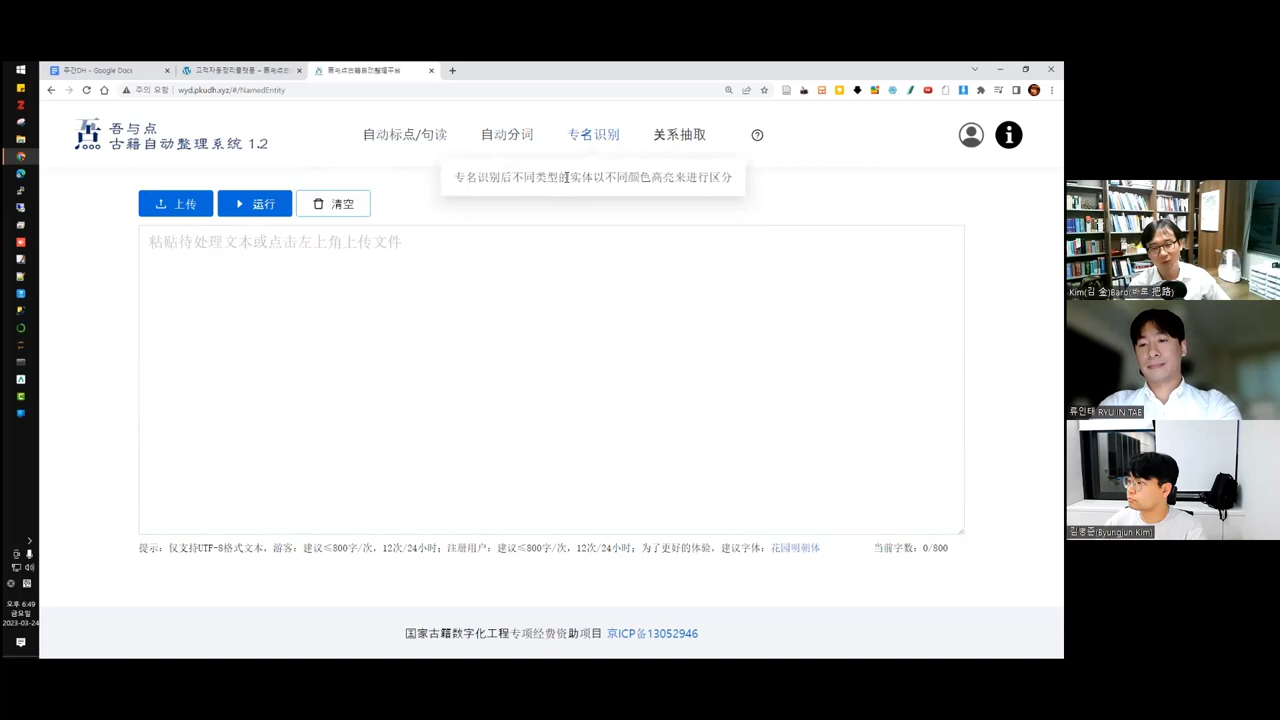 주간DH - Google Docs
고적자동정리플랫폼 – 吾与点古
吾与点古籍自动整理平台
주의 요함
wyd.pkudh.xyz/#/NamedEntity
吾与点
古籍自动整理系统 1.2
自动标点/句读
自动分词
专名识别
关系抽取
专名识别后不同类型的实体以不同颜色高亮来进行区分
上传
运行
清空
粘贴待处理文本或点击左上角上传文件
提示：仅支持UTF-8格式文本，游客：建议≤800字/次，12次/24小时；注册用户：建议≤800字/次，12次/24小时；为了更好的体验，建议字体：花园明朝体
当前字数：0/800
国家古籍数字化工程专项经费资助项目 京ICP备13052946
오후 6:49
금요일
2023-03-24
Kim(김 金)Baro(바로 把路)
류인태 RYU IN TAE
김병준(Byungjun Kim)